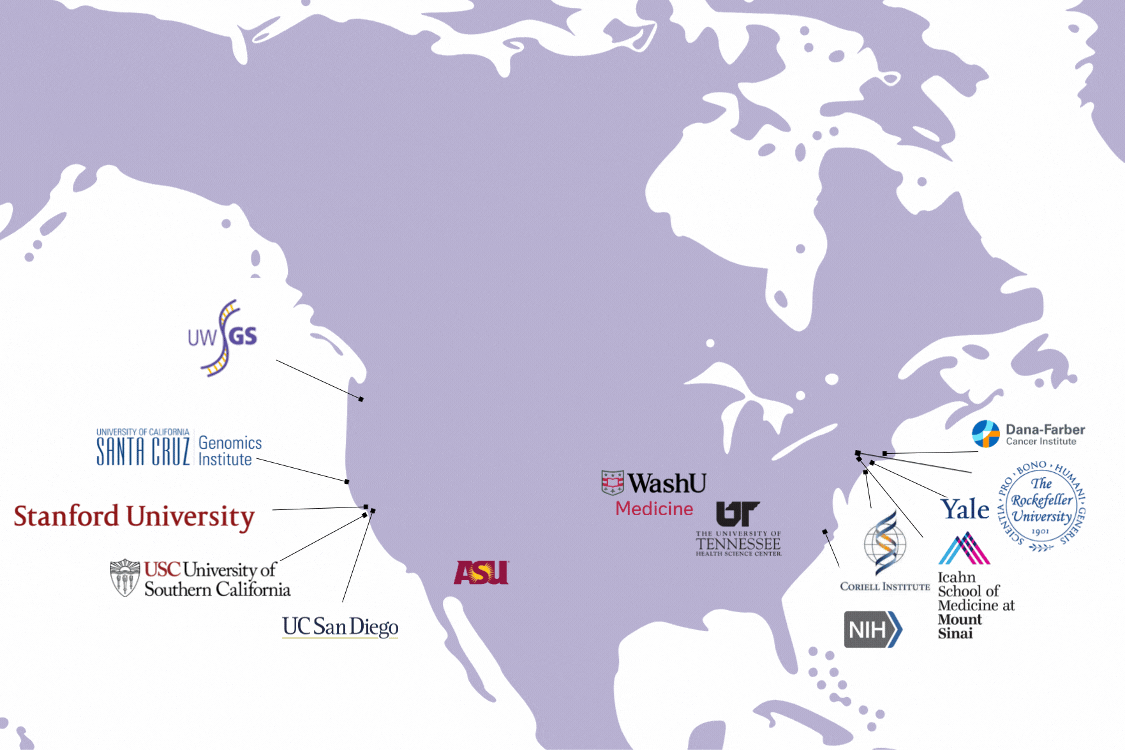 UW GS
UNIVERSITY OF CALIFORNIA
SANTA CRUZ
Genomics
Institute
Stanford University
USC University of
Southern California
UC San Diego
ASU
WashU
Medicine
UT
THE UNIVERSITY OF
TENNESSEE
HEALTH SCIENCE CENTER
Dana-Farber
Cancer Institute
Yale
SCIENTIA · PRO · BONO · HUMANI · GENERIS
The
Rockefeller
University
1901
CORIELL INSTITUTE
Icahn
School of
Medicine at
Mount
Sinai
NIH